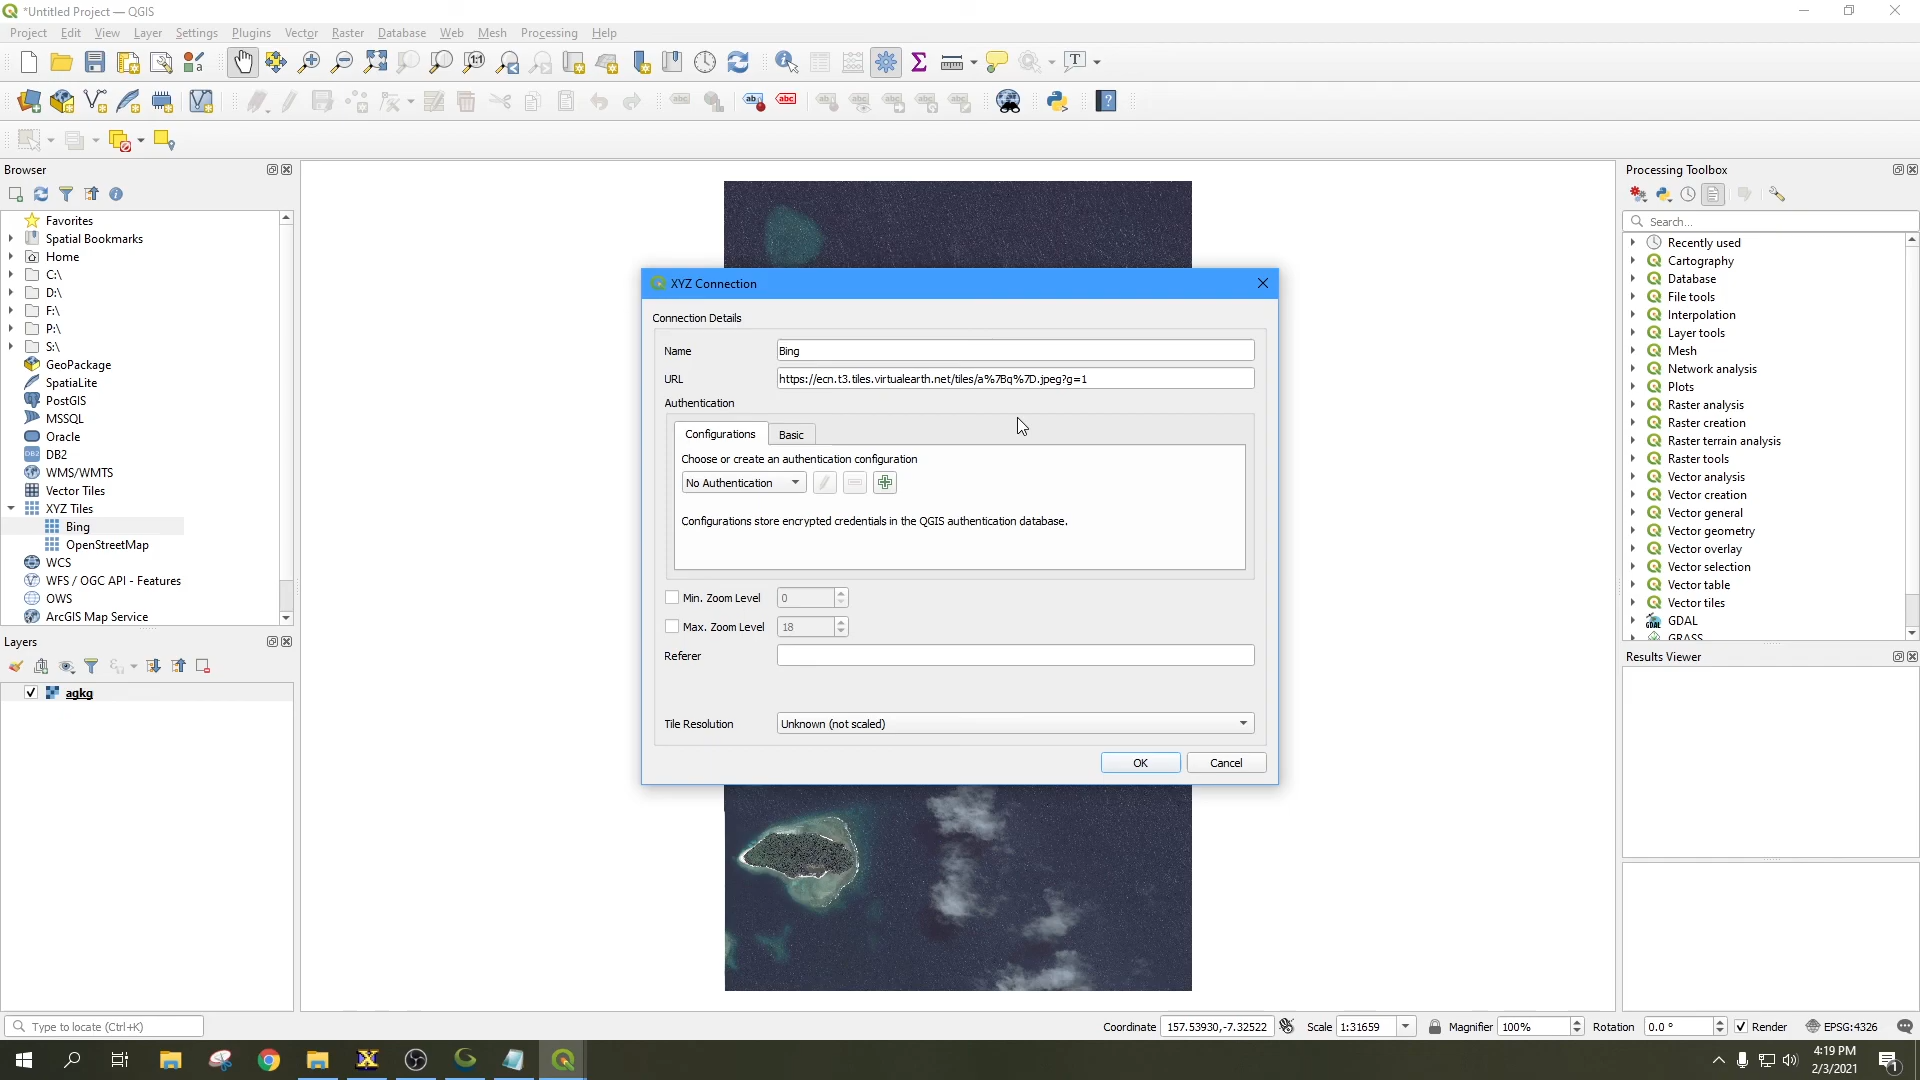 *Untitled Project — QGIS
Project Edit View Layer Settings Plugins Vector Raster Database Web Mesh Processing Help
Browser
Favorites
Spatial Bookmarks
Home
C:\
D:\
F:\
P:\
S:\
GeoPackage
SpatiaLite
PostGIS
MSSQL
Oracle
DB2
WMS/WMTS
Vector Tiles
XYZ Tiles
Bing
OpenStreetMap
WCS
WFS / OGC API - Features
OWS
ArcGIS Map Service
Layers
agkg
XYZ Connection
Connection Details
Name Bing
URL https://ecn.t3.tiles.virtualearth.net/tiles/a%7Bq%7D.jpeg?g=1
Authentication
Configurations Basic
Choose or create an authentication configuration
No Authentication
Configurations store encrypted credentials in the QGIS authentication database.
Min. Zoom Level 0
Max. Zoom Level 18
Referer
Tile Resolution Unknown (not scaled)
OK Cancel
Processing Toolbox
Search...
Recently used
Cartography
Database
File tools
Interpolation
Layer tools
Mesh
Network analysis
Plots
Raster analysis
Raster creation
Raster terrain analysis
Raster tools
Vector analysis
Vector creation
Vector general
Vector geometry
Vector overlay
Vector selection
Vector table
Vector tiles
GDAL
GRASS
Results Viewer
Type to locate (Ctrl+K)
Coordinate 157.53930,-7.32522 Scale 1:31659 Magnifier 100% Rotation 0.0 ° Render EPSG:4326
4:19 PM
2/3/2021